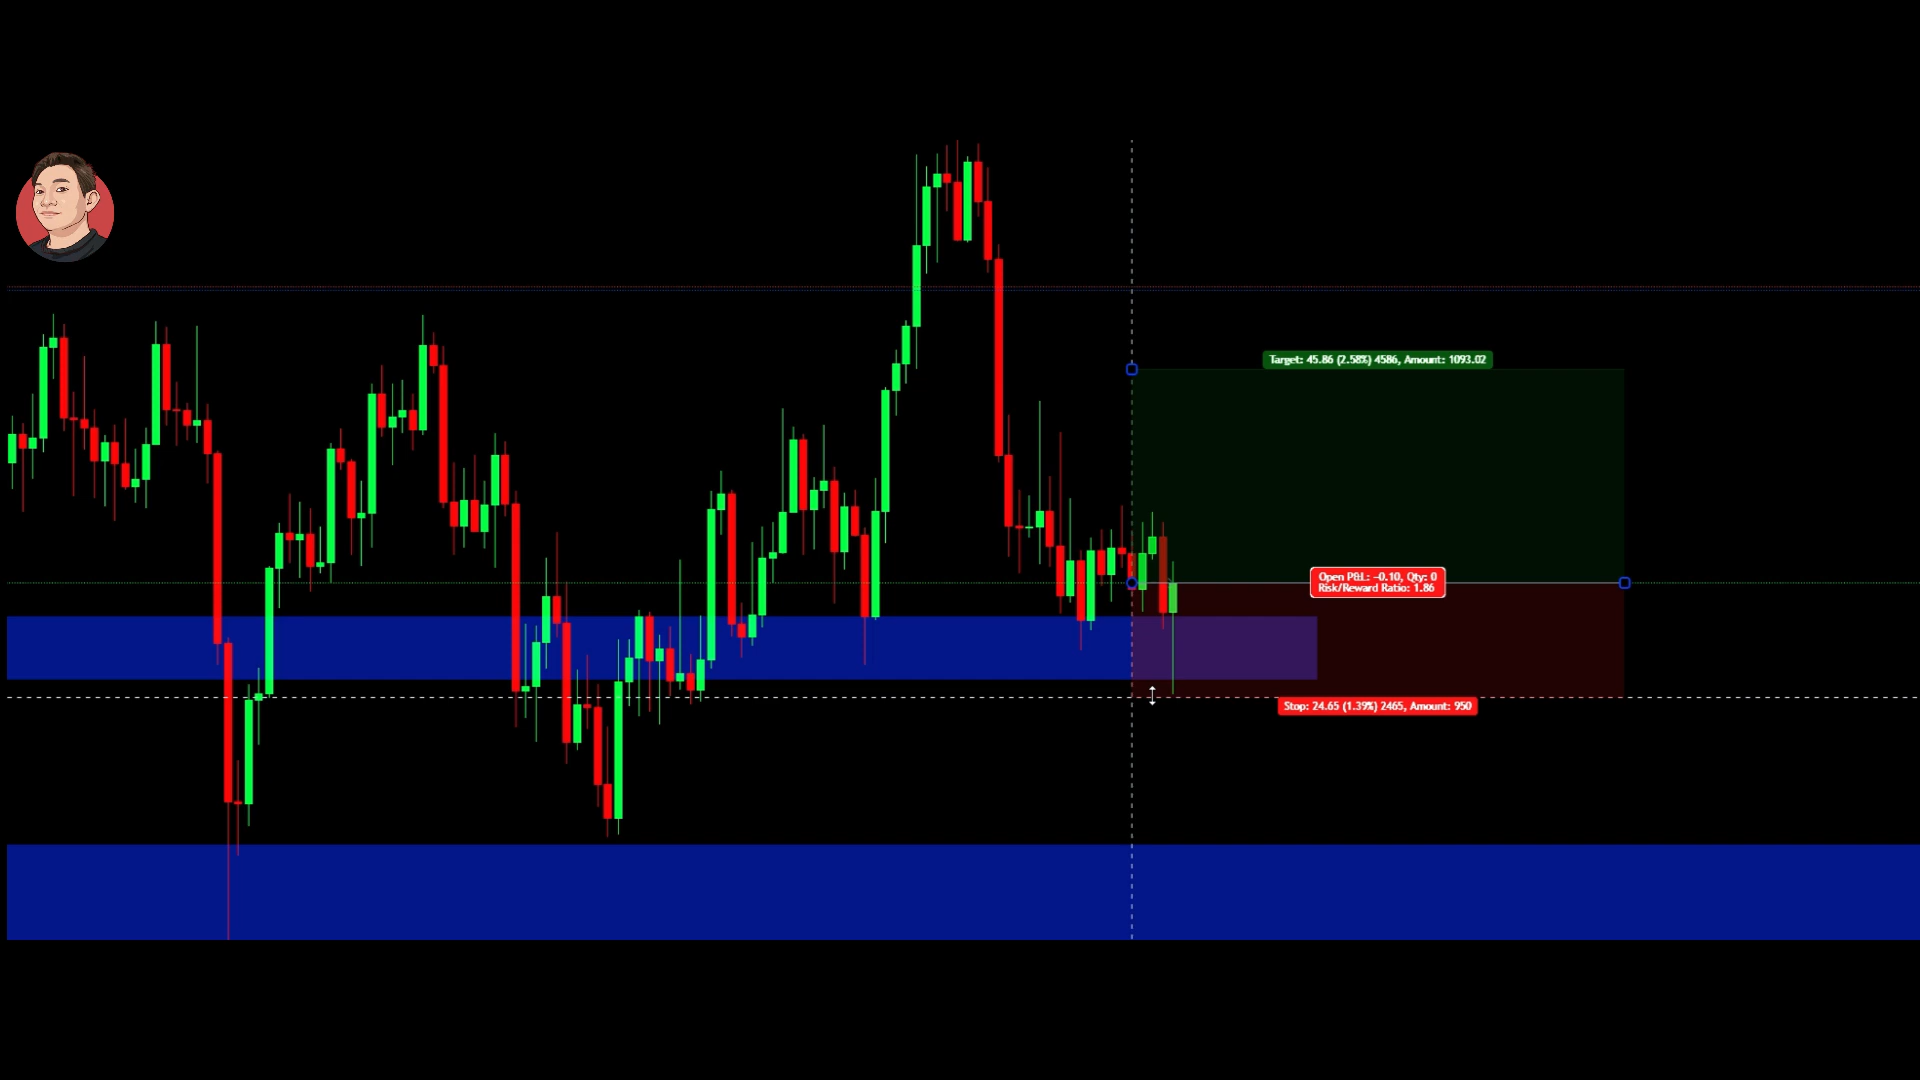 Target: 45.86 (2.58%) 4586, Amount: 1093.02
Open P&L: -0.10, Qty: 0
Risk/Reward Ratio: 1.86
Stop: 24.65 (1.39%) 2465, Amount: 950